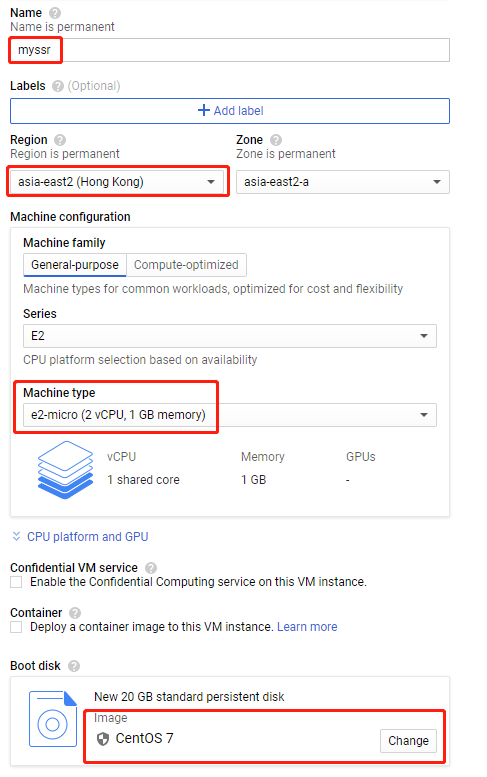 Name
Name is permanent
myssr
Labels (Optional)
Add label
Region Zone
Region is permanent Zone is permanent
asia-east2 (Hong Kong) asia-east2-a
Machine configuration
Machine family
General-purpose Compute-optimized
Machine types for common workloads, optimized for cost and flexibility
Series
E2
CPU platform selection based on availability
Machine type
e2-micro (2 vCPU, 1 GB memory)
vCPU Memory GPUs
1 shared core 1 GB -
CPU platform and GPU
Confidential VM service
Enable the Confidential Computing service on this VM instance.
Container
Deploy a container image to this VM instance. Learn more
Boot disk
New 20 GB standard persistent disk
Image
CentOS 7 Change